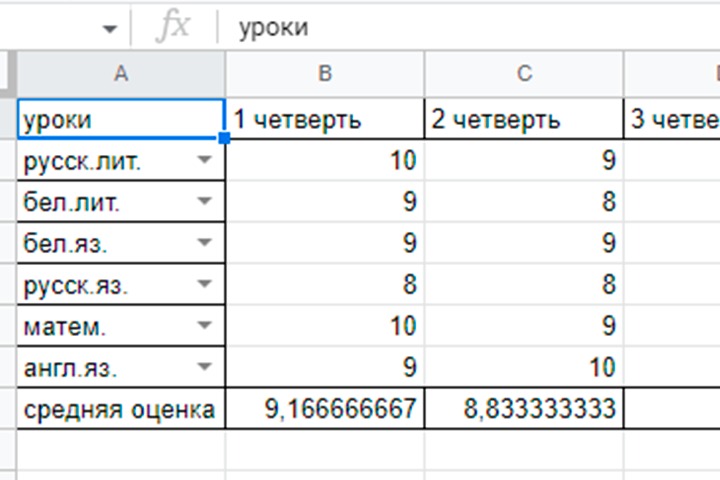 fx уроки
A B C
уроки 1 четверть 2 четверть 3 четве
русск.лит. 10 9
бел.лит. 9 8
бел.яз. 9 9
русск.яз. 8 8
матем. 10 9
англ.яз. 9 10
средняя оценка 9,166666667 8,833333333